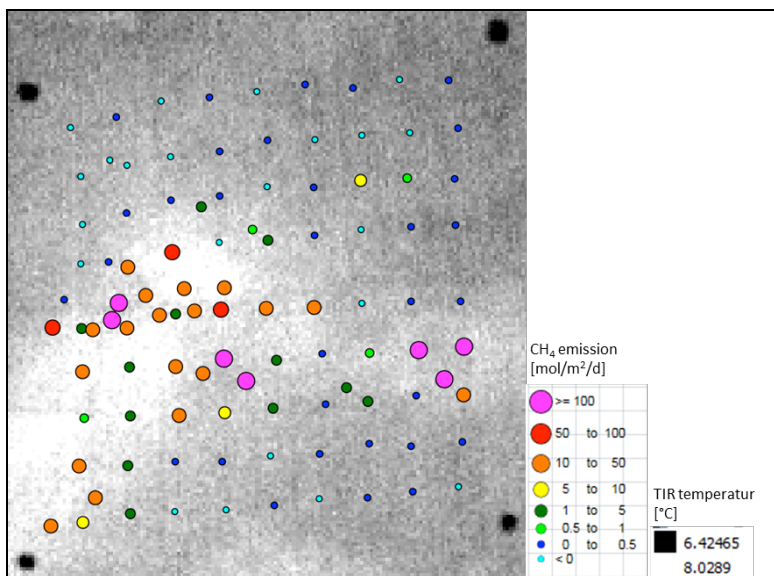 CH₄ emission
[mol/m²/d]
>= 100
50 to 100
10 to 50
5 to 10
1 to 5
0.5 to 1
0 to 0.5
< 0
TIR temperatur
[°C]
6.42465
8.0289